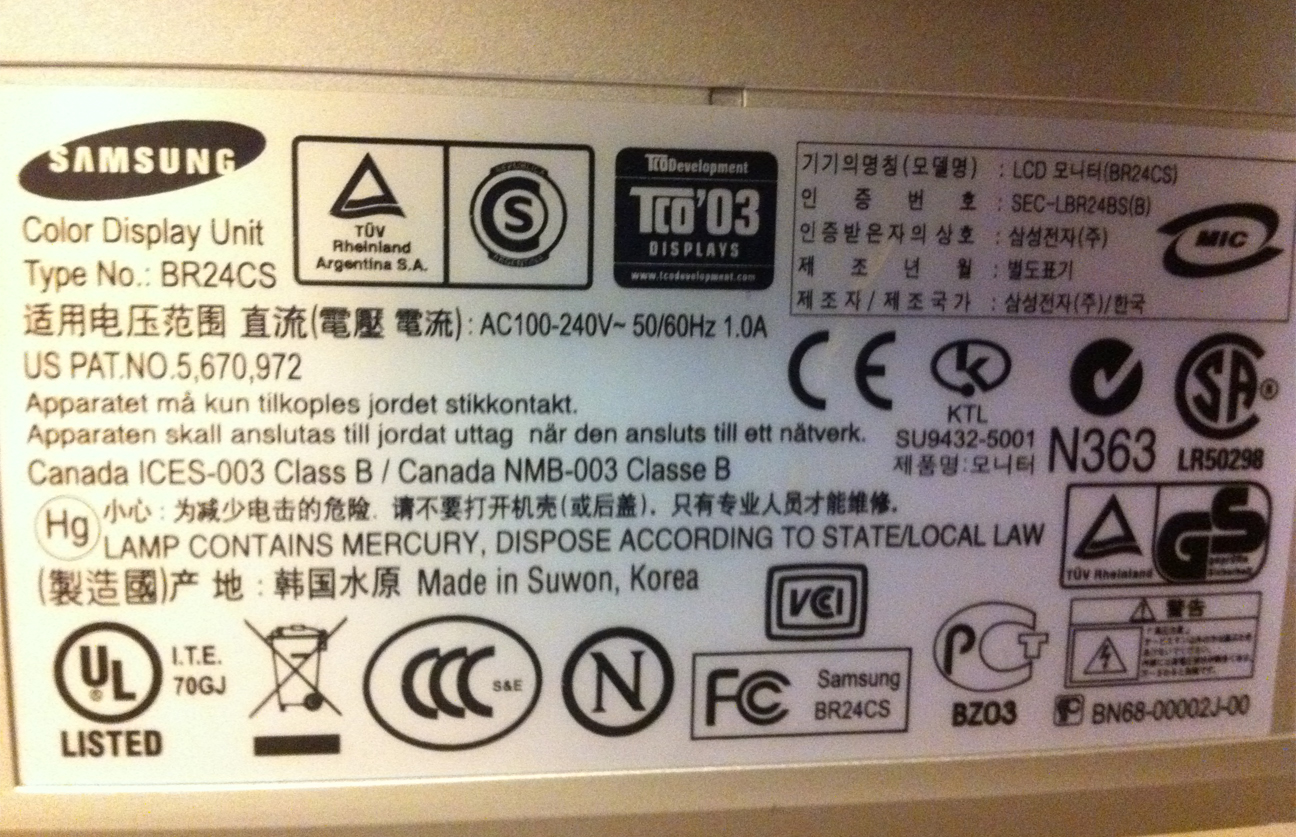 SAMSUNG
Color Display Unit
Type No.: BR24CS
TÜV
Rheinland
Argentina S.A.
S
ARGENTINA
TCODevelopment
TCO'03
DISPLAYS
www.tcodevelopment.com
기기의명칭(모델명) : LCD 모니터(BR24CS)
인 증 번 호 : SEC-LBR24BS(B)
인증받은자의상호 : 삼성전자(주)
제 조 년 월 : 별도표기
제조자/제조국가 : 삼성전자(주)/한국
MIC
适用电压范围 直流(電壓 電流) : AC100-240V~ 50/60Hz 1.0A
US PAT.NO.5,670,972
Apparatet må kun tilkoples jordet stikkontakt.
Apparaten skall anslutas till jordat uttag när den ansluts till ett nätverk.
Canada ICES-003 Class B / Canada NMB-003 Classe B
CE
KTL
SU9432-5001
제품명:모니터
N363
SA®
LR50298
Hg
小心 : 为减少电击的危险. 请不要打开机壳(或后盖). 只有专业人员才能维修.
LAMP CONTAINS MERCURY, DISPOSE ACCORDING TO STATE/LOCAL LAW
(製造國)产 地 : 韩国水原 Made in Suwon, Korea
TÜV Rheinland
GS
geprüfte
Sicherheit
VCCI
UL
®
LISTED
I.T.E.
70GJ
CCC S&E
N
FC
Samsung
BR24CS
PCT
BZ03
警告
BN68-00002J-00